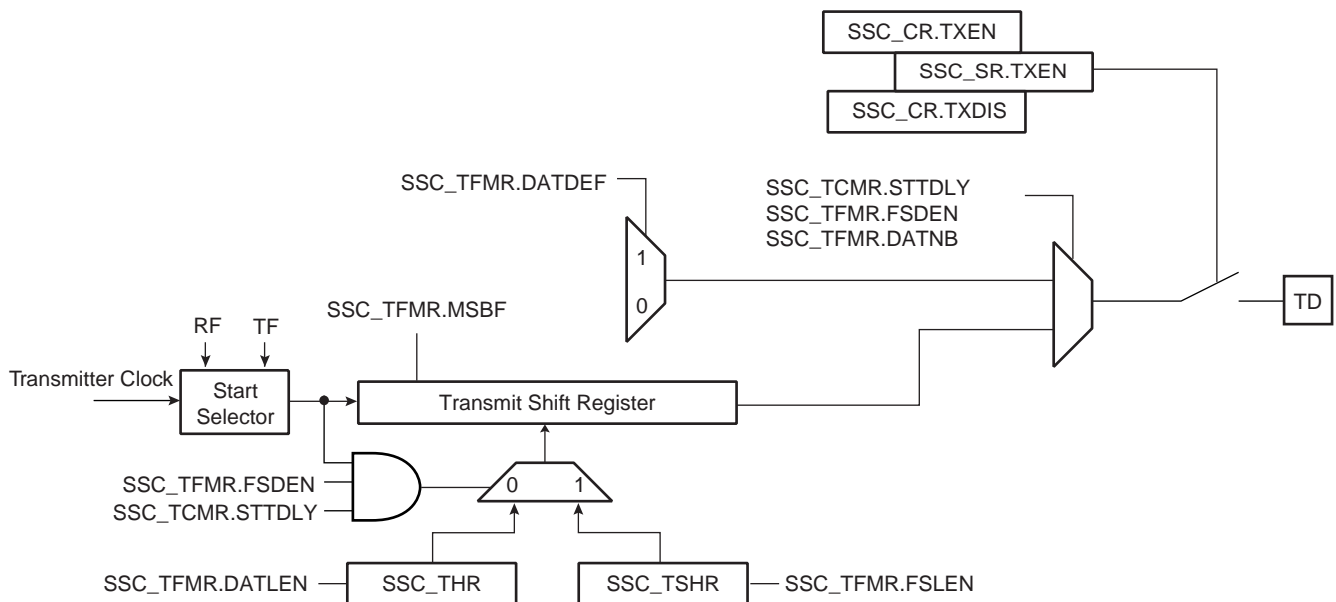 SSC_CR.TXEN
SSC_SR.TXEN
SSC_CR.TXDIS
SSC_TFMR.DATDEF
SSC_TCMR.STTDLY
SSC_TFMR.FSDEN
SSC_TFMR.DATNB
1
0
TD
SSC_TFMR.MSBF
RF TF
Transmitter Clock
Start
Selector
Transmit Shift Register
SSC_TFMR.FSDEN
SSC_TCMR.STTDLY
0 1
SSC_TFMR.DATLEN
SSC_THR
SSC_TSHR
SSC_TFMR.FSLEN